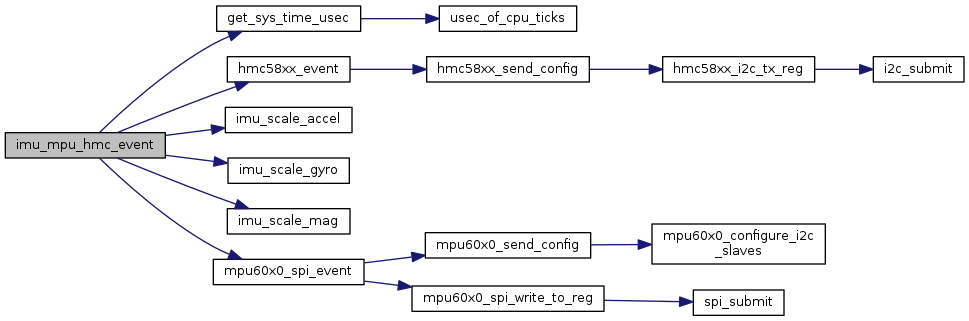 get_sys_time_usec
usec_of_cpu_ticks
hmc58xx_event
hmc58xx_send_config
hmc58xx_i2c_tx_reg
i2c_submit
imu_scale_accel
imu_mpu_hmc_event
imu_scale_gyro
imu_scale_mag
mpu60x0_send_config
mpu60x0_configure_i2c
_slaves
mpu60x0_spi_event
mpu60x0_spi_write_to_reg
spi_submit